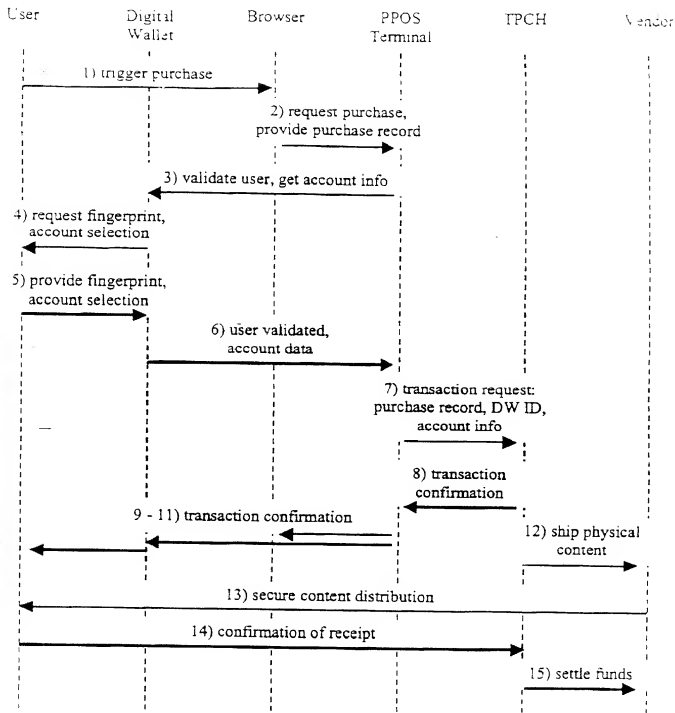 User
Digital
Wallet
Browser
PPOS
Terminal
TPCH
Vendor
1) trigger purchase
2) request purchase,
provide purchase record
3) validate user, get account info
4) request fingerprint,
account selection
5) provide fingerprint,
account selection
6) user validated,
account data
7) transaction request:
purchase record, DW ID,
account info
8) transaction
confirmation
9 - 11) transaction confirmation
12) ship physical
content
13) secure content distribution
14) confirmation of receipt
15) settle funds